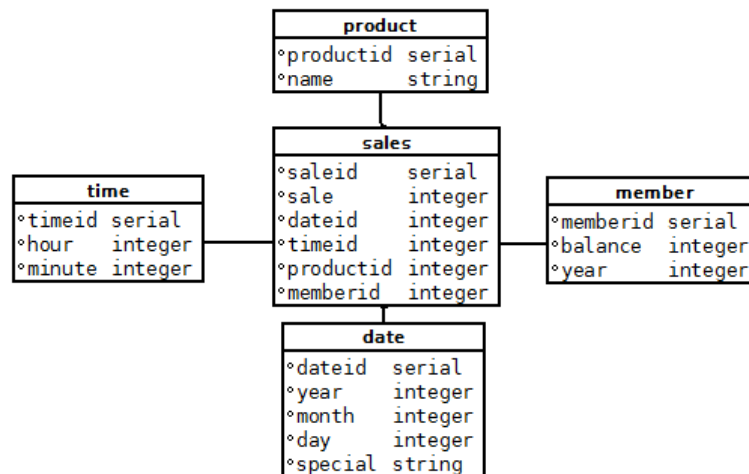 product
productid serial
name string
sales
saleid serial
sale integer
dateid integer
timeid integer
productid integer
memberid integer
time
timeid serial
hour integer
minute integer
member
memberid serial
balance integer
year integer
date
dateid serial
year integer
month integer
day integer
special string